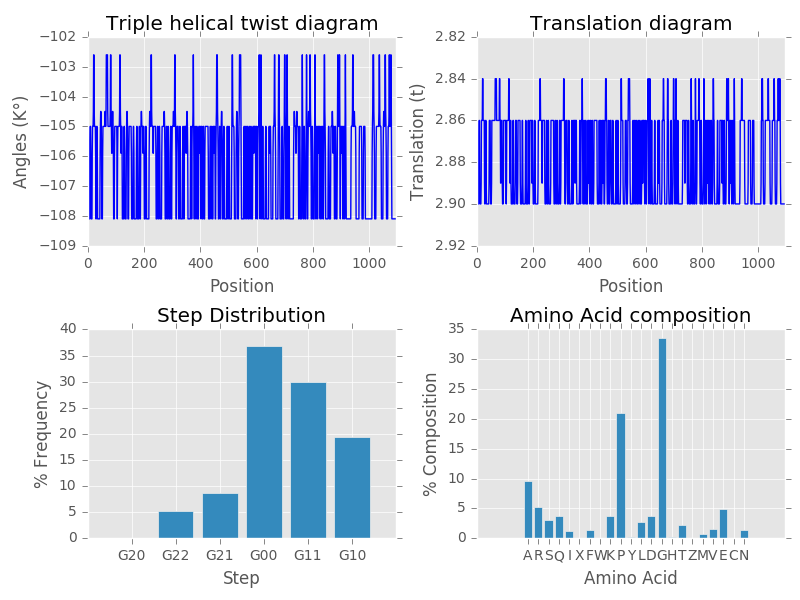 Triple helical twist diagram
−102
−103
−104
−105
−106
−107
−108
−109
Angles (K°)
0 200 400 600 800 1000
Position
Translation diagram
2.82
2.84
2.86
2.88
2.90
2.92
Translation (t)
0 200 400 600 800 1000
Position
Step Distribution
40
35
30
25
20
15
10
5
0
% Frequency
G20 G22 G21 G00 G11 G10
Step
Amino Acid composition
35
30
25
20
15
10
5
0
% Composition
A R S Q I X F W K P Y L D G H T Z M V E C N
Amino Acid